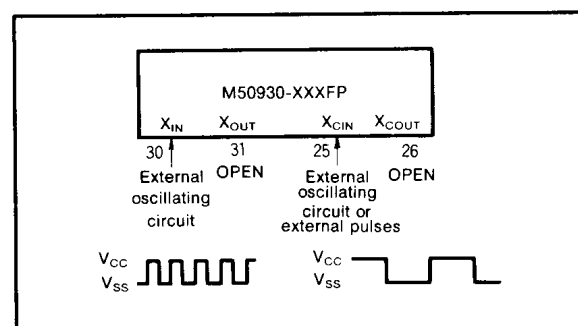 M50930-XXXFP
XIN XOUT XCIN XCOUT
30 31 25 26
External OPEN External OPEN
oscillating oscillating
circuit circuit or
external pulses
VCC VCC
VSS VSS